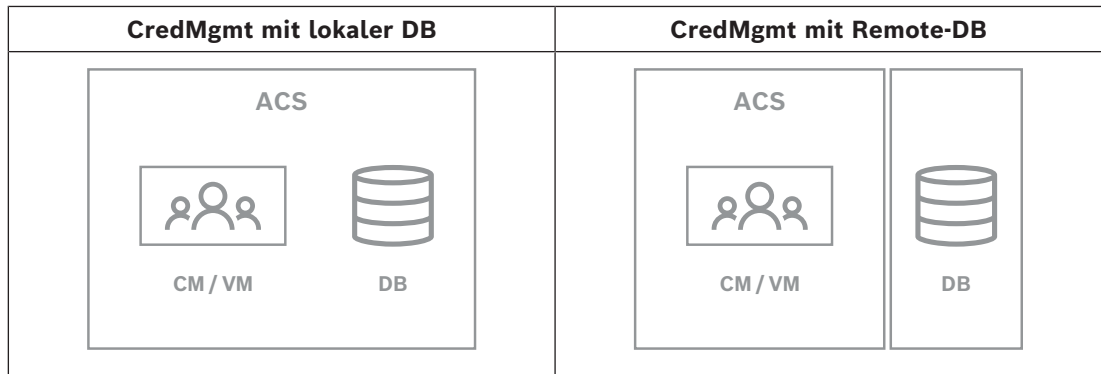 CredMgmt mit lokaler DB
CredMgmt mit Remote-DB
ACS
CM / VM
DB
ACS
CM / VM
DB